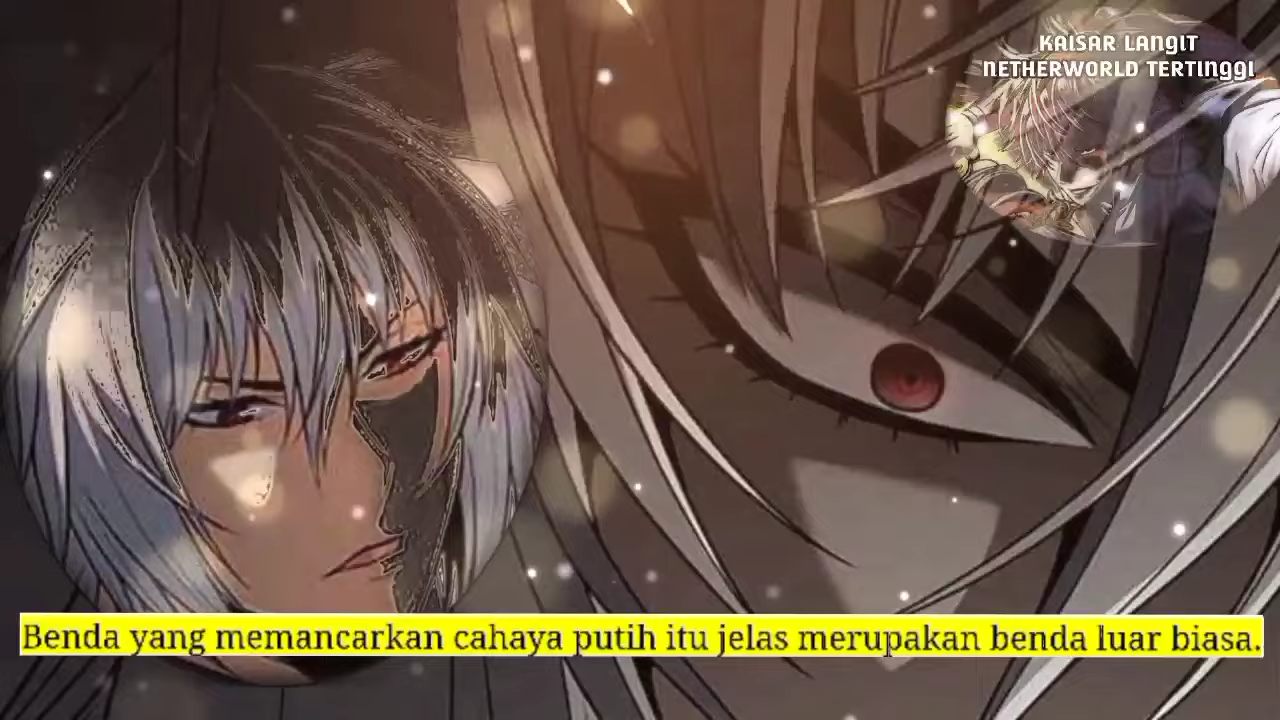 KAISAR LANGIT
NETHERWORLD TERTINGGI
Benda yang memancarkan cahaya putih itu jelas merupakan benda luar biasa.